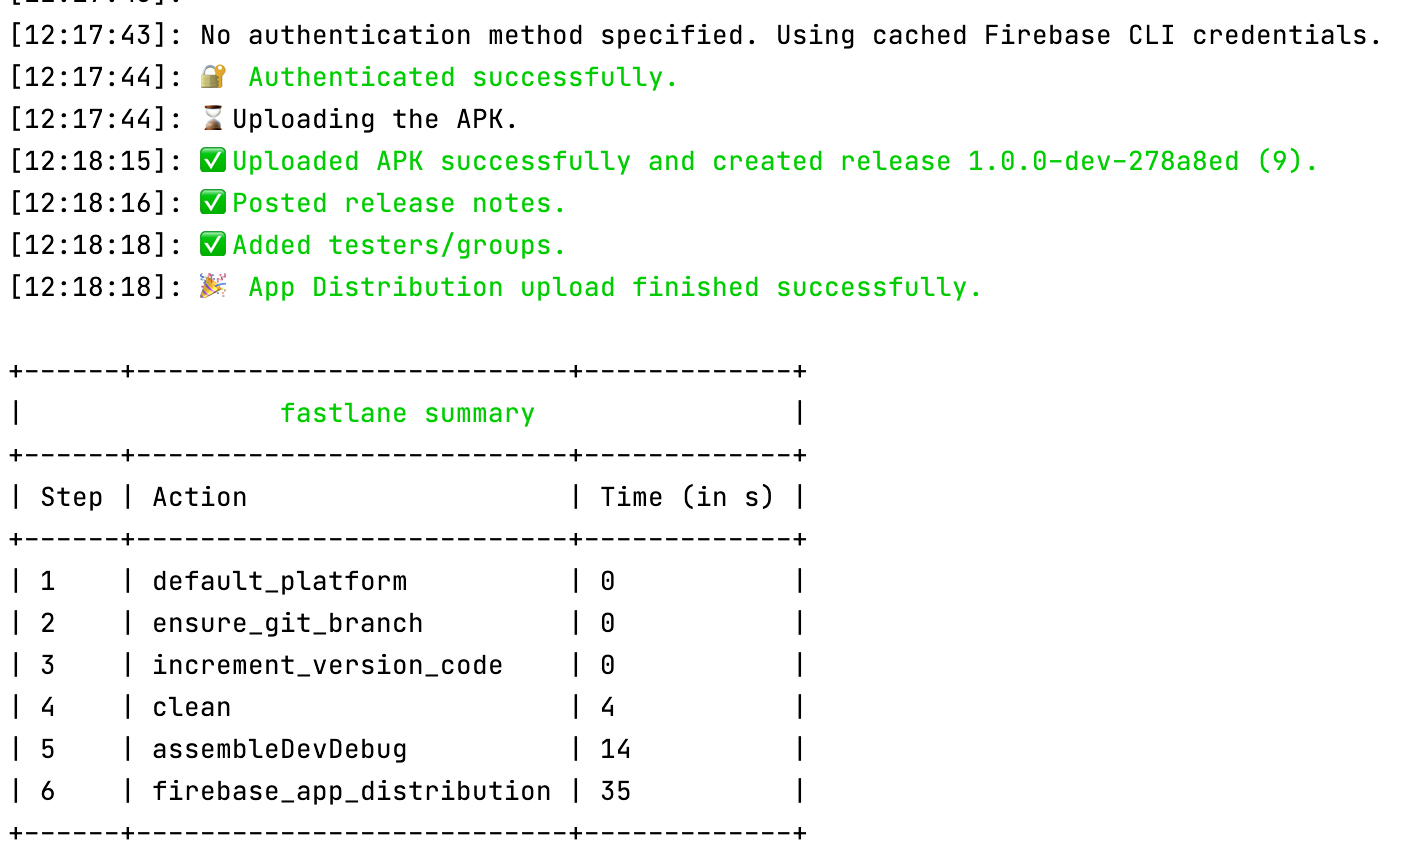 [12:17:43]: No authentication method specified. Using cached Firebase CLI credentials.
[12:17:44]: 🔐 Authenticated successfully.
[12:17:44]: ⌛Uploading the APK.
[12:18:15]: ✅Uploaded APK successfully and created release 1.0.0-dev-278a8ed (9).
[12:18:16]: ✅Posted release notes.
[12:18:18]: ✅Added testers/groups.
[12:18:18]: 🎉 App Distribution upload finished successfully.

+------+---------------------------+-------------+
|                fastlane summary                |
+------+---------------------------+-------------+
| Step | Action                    | Time (in s) |
+------+---------------------------+-------------+
| 1    | default_platform          | 0           |
| 2    | ensure_git_branch         | 0           |
| 3    | increment_version_code    | 0           |
| 4    | clean                     | 4           |
| 5    | assembleDevDebug          | 14          |
| 6    | firebase_app_distribution | 35          |
+------+---------------------------+-------------+